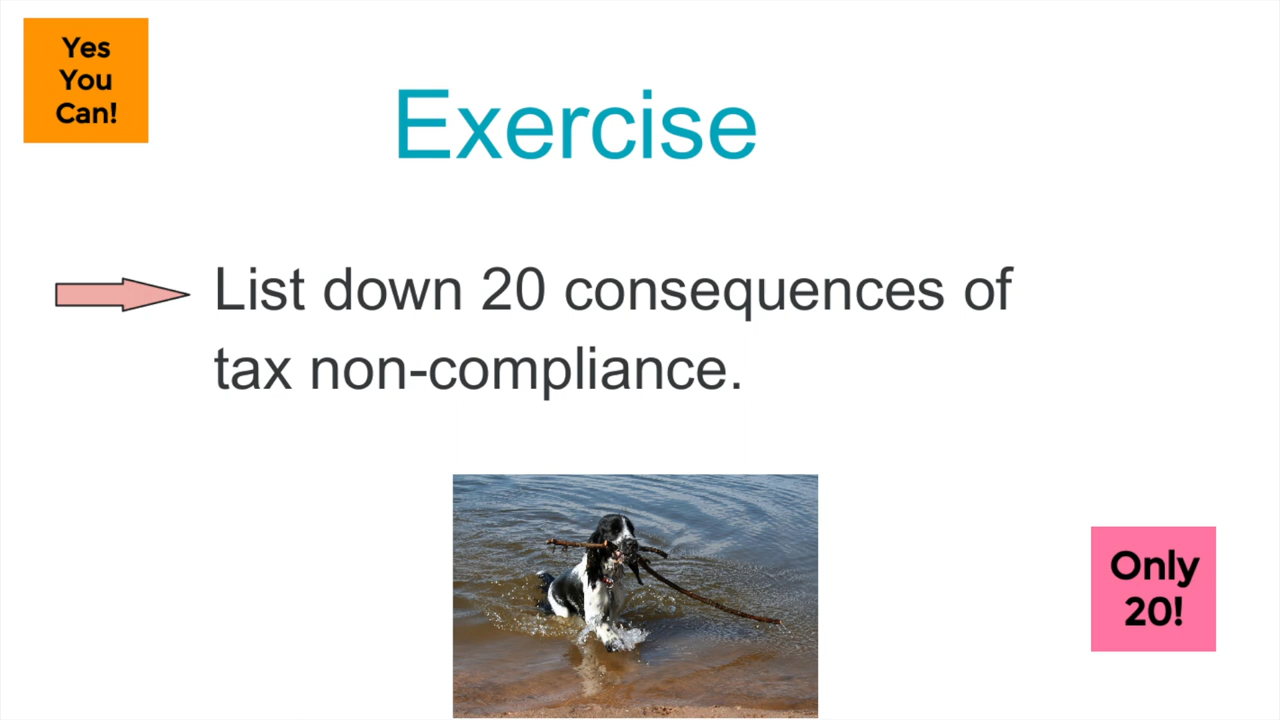 Yes
You
Can!
Exercise
List down 20 consequences of
tax non-compliance.
Only
20!